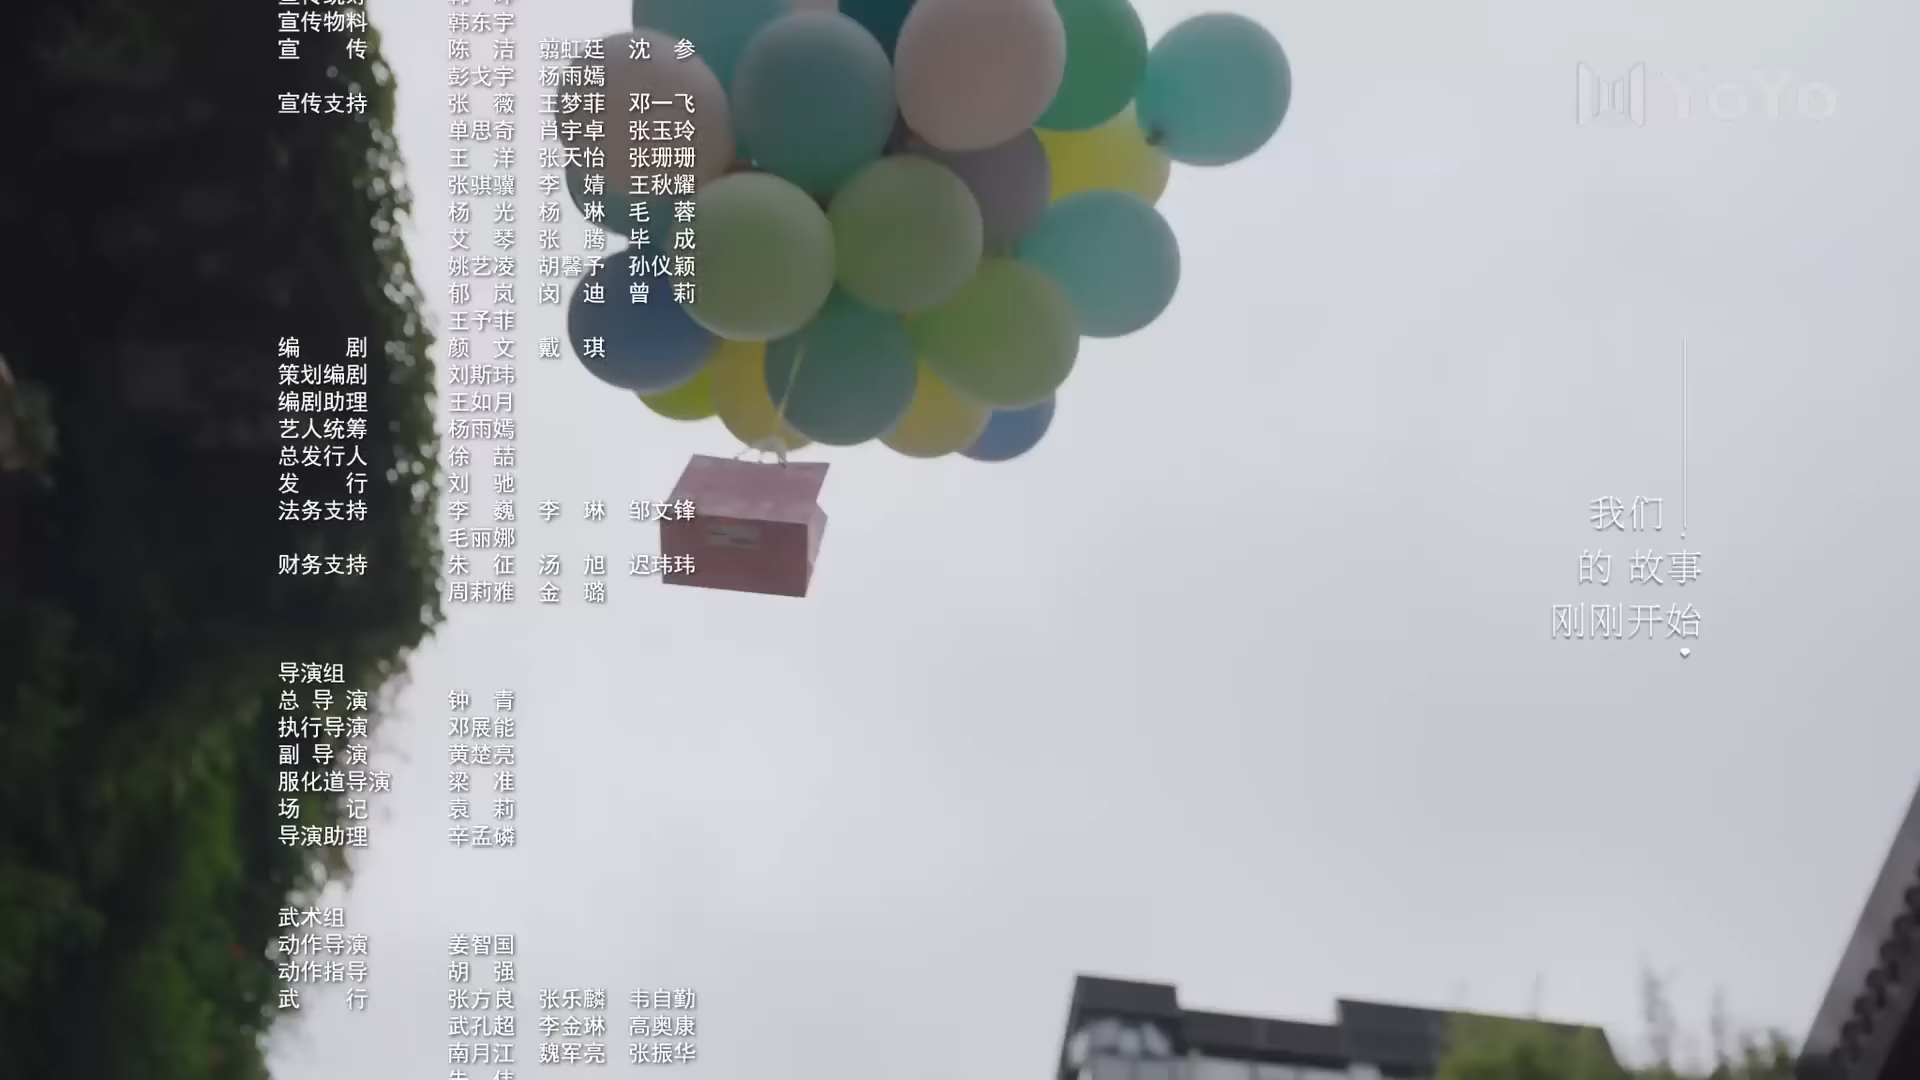 宣传物料 韩东宇
宣 传 陈 洁 翦虹廷 沈 参
彭戈宇 杨雨嫣
宣传支持 张 薇 王梦菲 邓一飞
单思奇 肖宇卓 张玉玲
王 洋 张天怡 张珊珊
张骐骥 李 婧 王秋耀
杨 光 杨 琳 毛 蓉
艾 琴 张 腾 毕 成
姚艺凌 胡馨予 孙仪颖
郁 岚 闵 迪 曾 莉
王予菲
编 剧 颜 文 戴 琪
策划编剧 刘斯玮
编剧助理 王如月
艺人统筹 杨雨嫣
总发行人 徐 喆
发 行 刘 驰
法务支持 李 巍 李 琳 邹文锋
毛丽娜
财务支持 朱 征 汤 旭 迟玮玮
周莉雅 金 璐
导演组
总 导 演 钟 青
执行导演 邓展能
副 导 演 黄楚亮
服化道导演 梁 准
场 记 袁 莉
导演助理 辛孟磷
武术组
动作导演 姜智国
动作指导 胡 强
武 行 张方良 张乐麟 韦自勤
武孔超 李金琳 高奥康
南月江 魏军亮 张振华
YoYo
我们
的 故事
刚刚开始